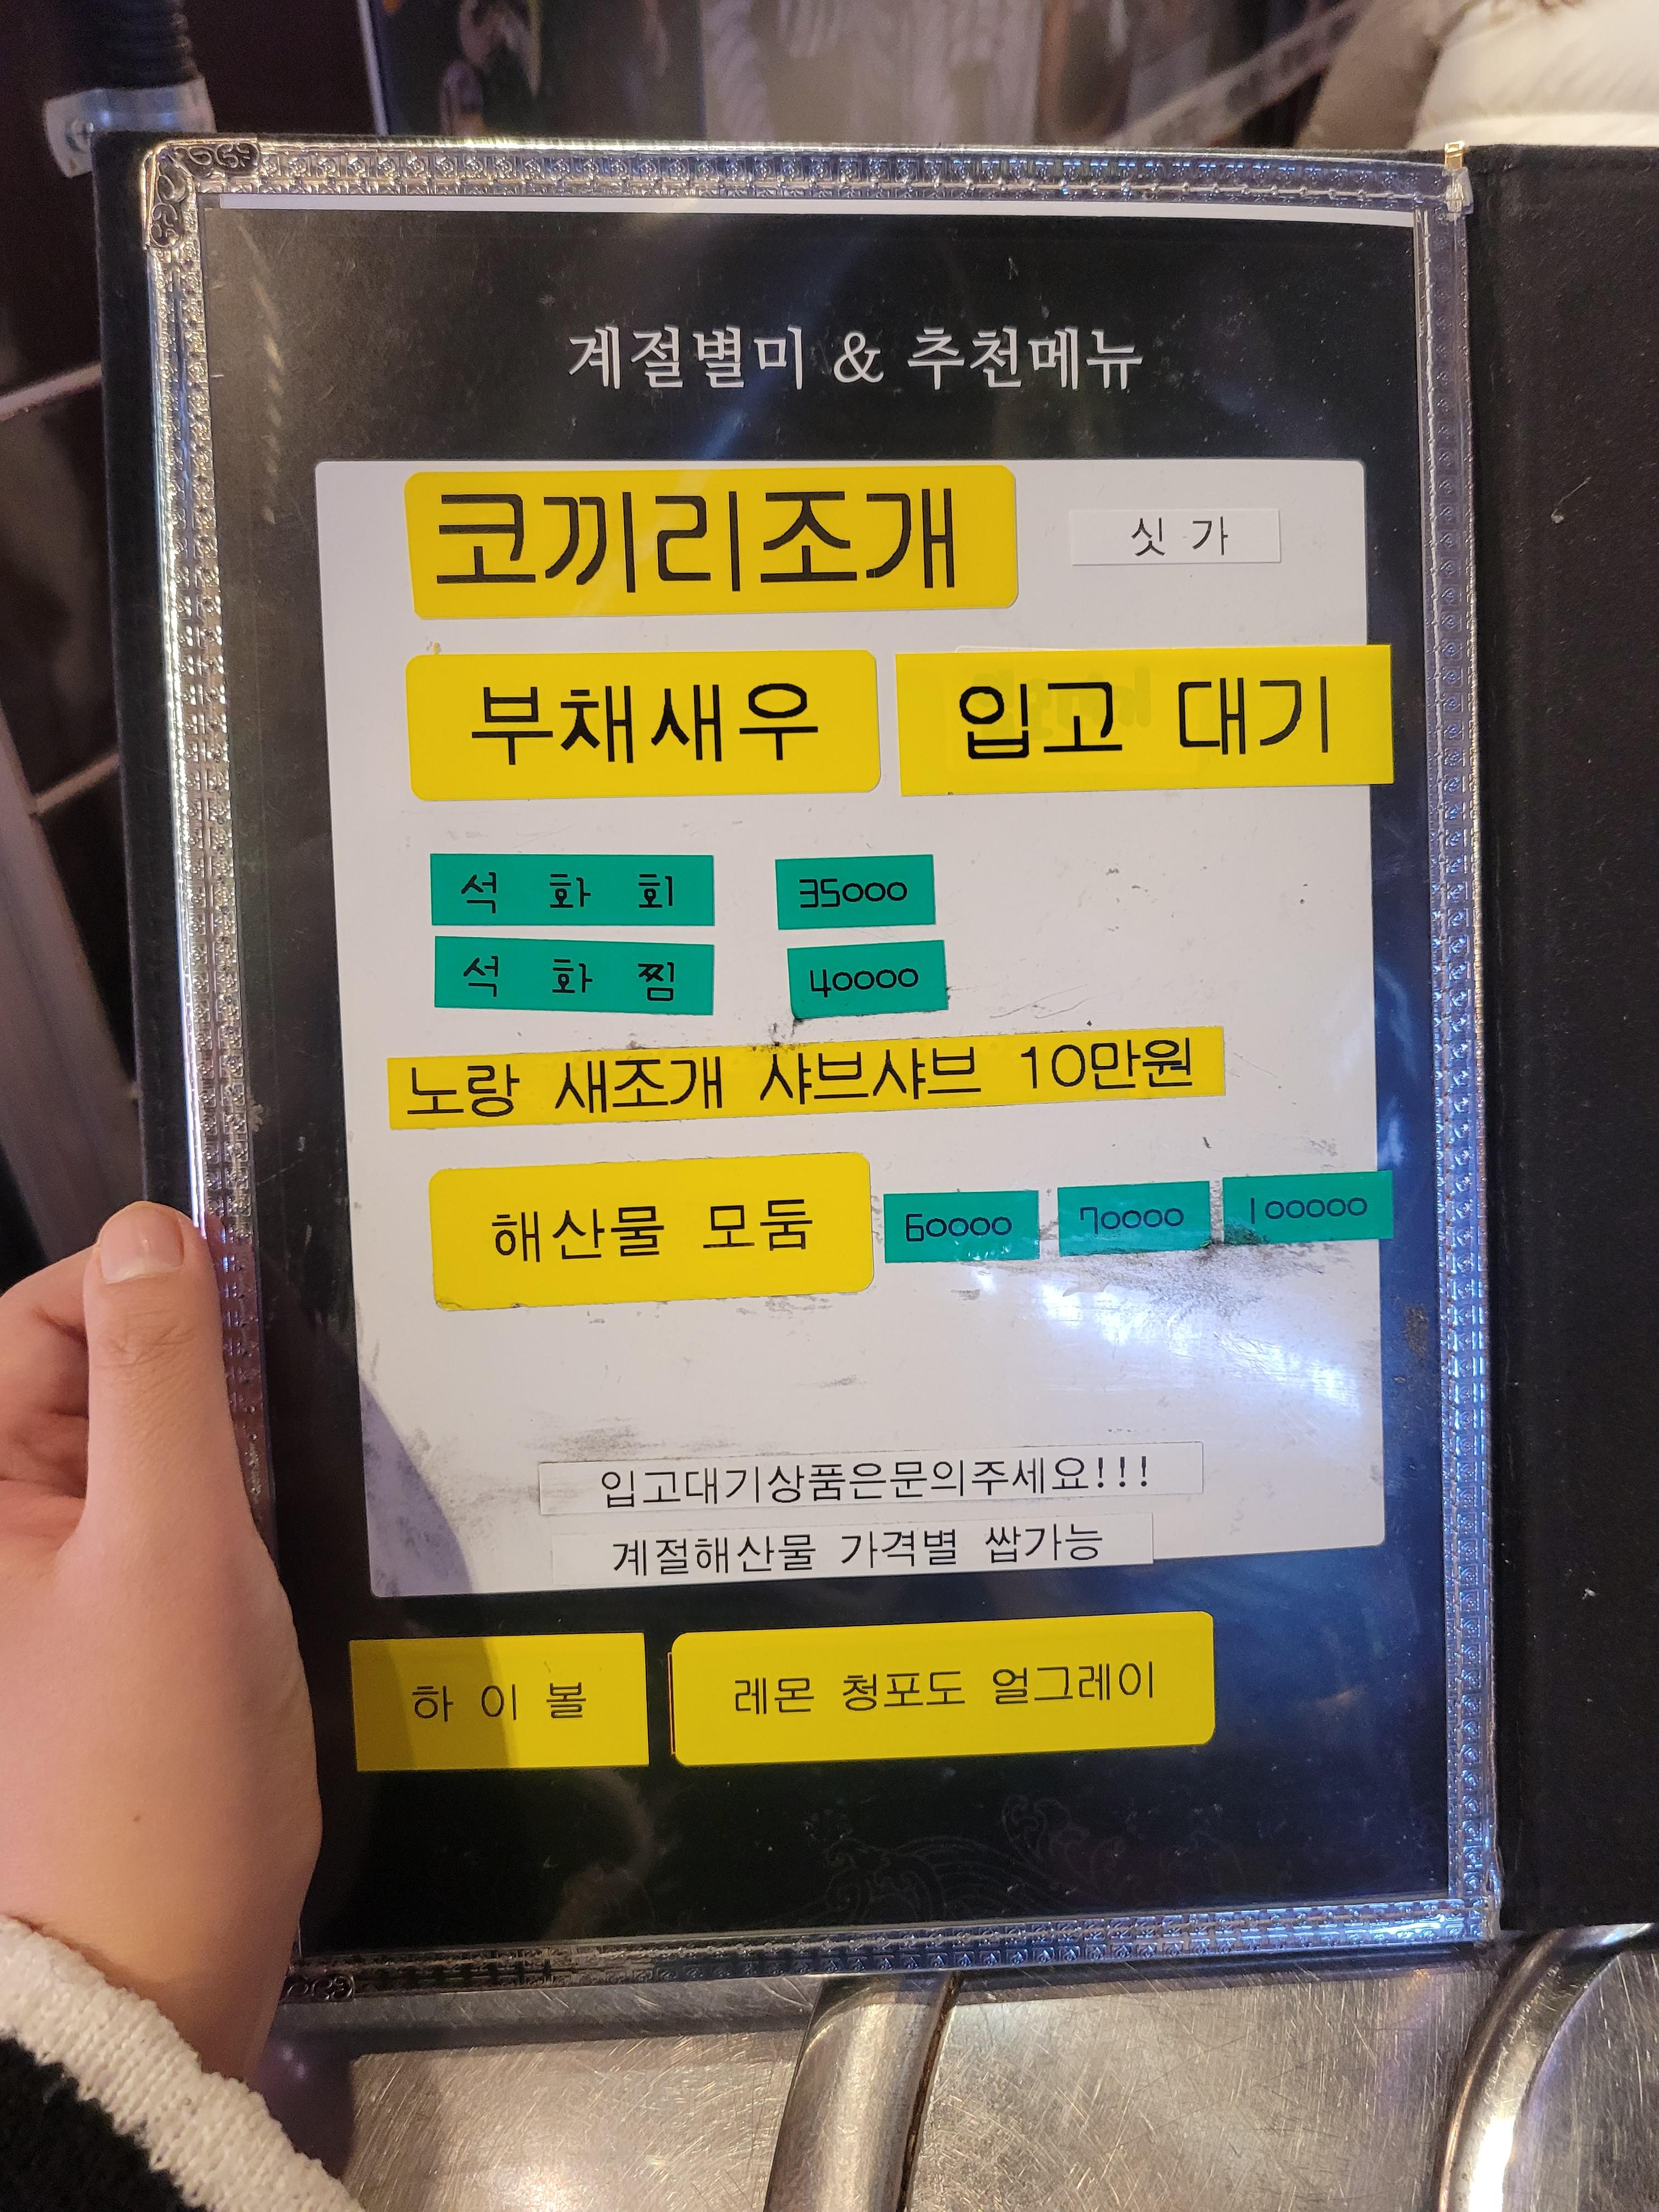 계절별미 & 추천메뉴
코끼리조개 싯 가
부채새우 입고 대기
석 화 회 35000
석 화 찜 40000
노랑 새조개 샤브샤브 10만원
해산물 모둠 60000 70000 100000
입고대기상품은문의주세요!!!
계절해산물 가격별 쌉가능
하 이 볼 레몬 청포도 얼그레이